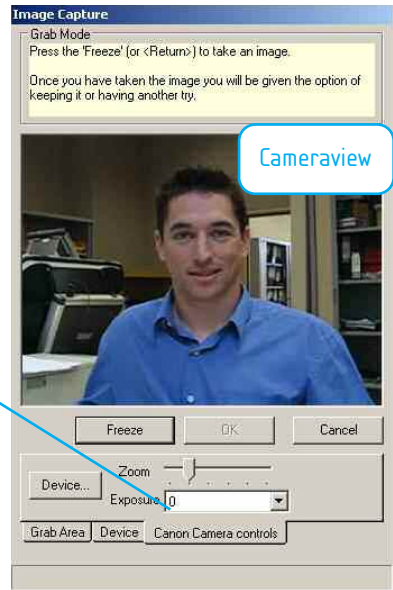 Image Capture
Grab Mode
Press the 'Freeze' (or <Return>) to take an image.
Once you have taken the image you will be given the option of
keeping it or having another try.
Cameraview
Freeze
OK
Cancel
Zoom
Device...
Exposure 0
Grab Area
Device
Canon Camera controls